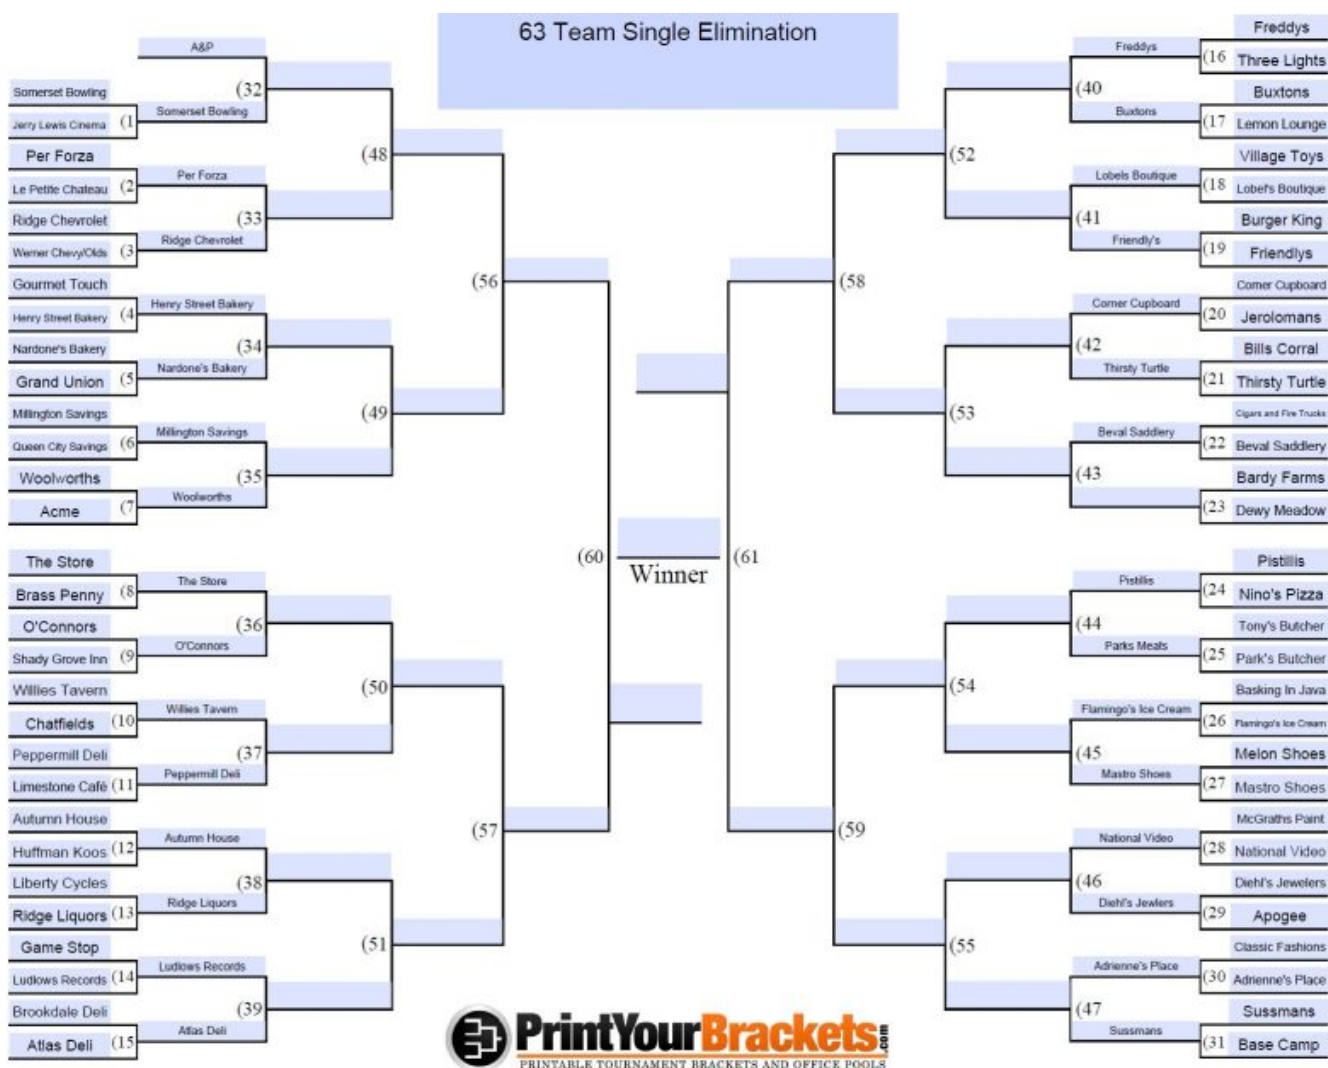 63 Team Single Elimination
A&P
Somerset Bowling
Jerry Lewis Cinema
(1
Somerset Bowling
(32
Per Forza
Le Petite Chateau
(2
Per Forza
Ridge Chevrolet
Werner Chevy/Olds
(3
Ridge Chevrolet
(33
(48
Gourmet Touch
Henry Street Bakery
(4
Henry Street Bakery
Nardone's Bakery
Grand Union
(5
Nardone's Bakery
(34
Millington Savings
Queen City Savings
(6
Millington Savings
Woolworths
Acme
(7
Woolworths
(35
(49
(56
The Store
Brass Penny
(8
The Store
O'Connors
Shady Grove Inn
(9
O'Connors
(36
Willies Tavern
Chatfields
(10
Willies Tavern
Peppermill Deli
Limestone Café
(11
Peppermill Deli
(37
(50
Autumn House
Huffman Koos
(12
Autumn House
Liberty Cycles
Ridge Liquors
(13
Ridge Liquors
(38
Game Stop
Ludlows Records
(14
Ludlows Records
Brookdale Deli
Atlas Deli
(15
Atlas Deli
(39
(51
(57
(60
Winner
(61
Freddys
Three Lights
(16
Freddys
Buxtons
Lemon Lounge
(17
Buxtons
(40
Village Toys
Lobel's Boutique
(18
Lobels Boutique
Burger King
Friendlys
(19
Friendly's
(41
(52
Corner Cupboard
Jerolomans
(20
Corner Cupboard
Bills Corral
Thirsty Turtle
(21
Thirsty Turtle
(42
Cigars and Fire Trucks
Beval Saddlery
(22
Beval Saddlery
Bardy Farms
Dewy Meadow
(23
(43
(53
(58
Pistillis
Nino's Pizza
(24
Pistillis
Tony's Butcher
Park's Butcher
(25
Parks Meats
(44
Basking In Java
Flamingo's Ice Cream
(26
Flamingo's Ice Cream
Melon Shoes
Mastro Shoes
(27
Mastro Shoes
(45
(54
McGraths Paint
National Video
(28
National Video
Diehl's Jewelers
Apogee
(29
Diehl's Jewlers
(46
Classic Fashions
Adrienne's Place
(30
Adrienne's Place
Sussmans
Base Camp
(31
Sussmans
(47
(55
(59
PrintYourBrackets.com
PRINTABLE TOURNAMENT BRACKETS AND OFFICE POOLS